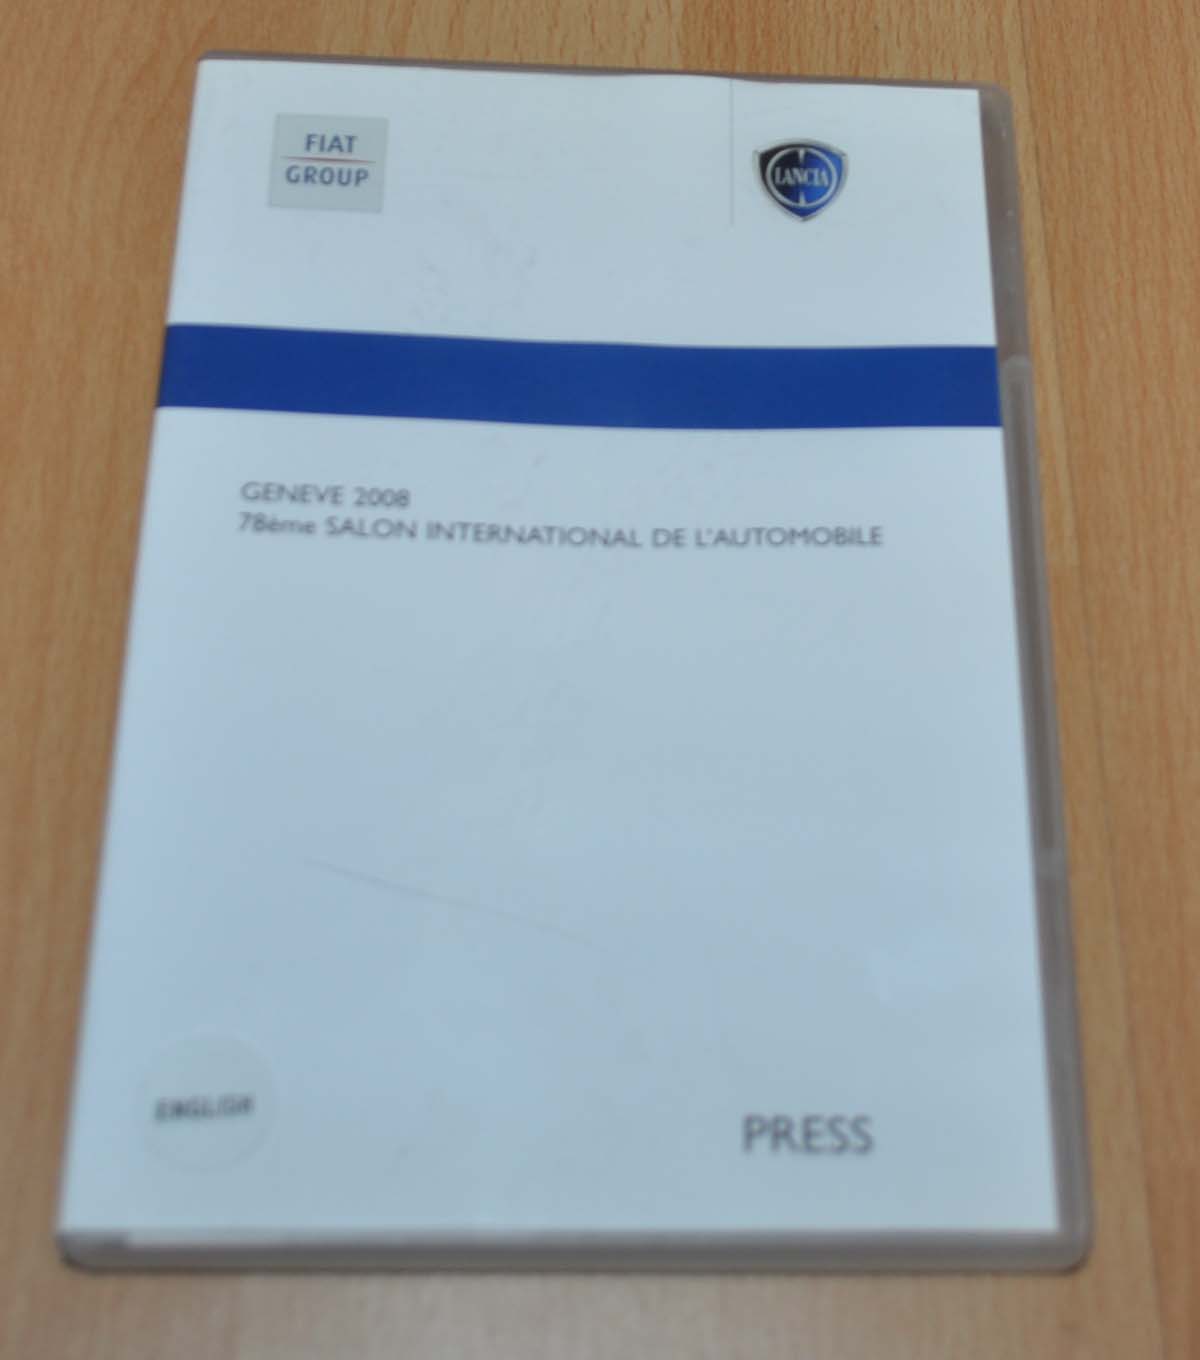 FIAT
GROUP
LANCIA
GENEVE 2008
78ème SALON INTERNATIONAL DE L'AUTOMOBILE
ENGLISH
PRESS